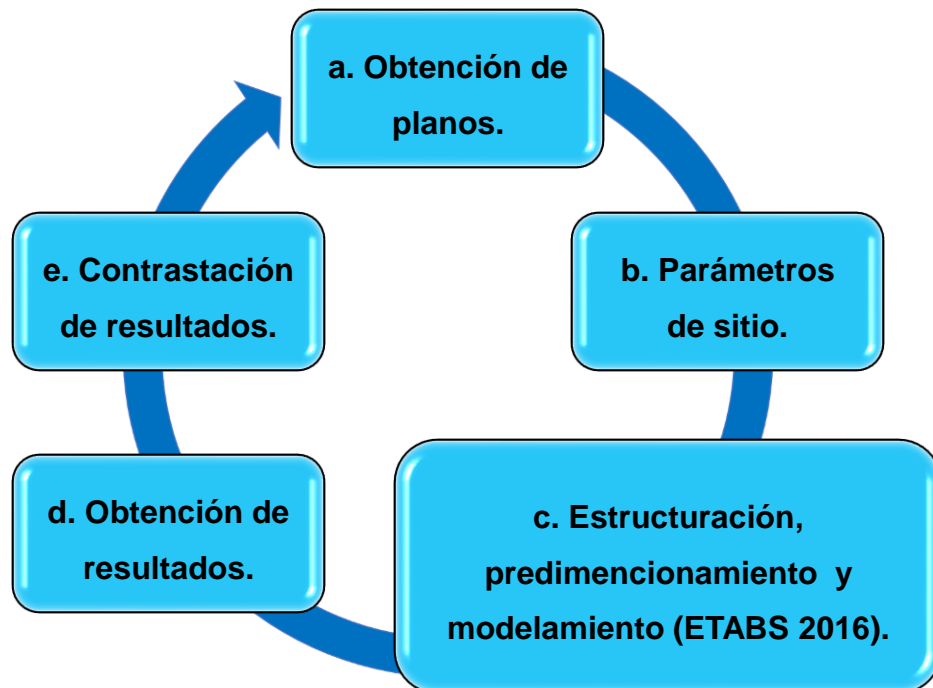 a. Obtención de
planos.
b. Parámetros
de sitio.
c. Estructuración,
predimencionamiento y
modelamiento (ETABS 2016).
d. Obtención de
resultados.
e. Contrastación
de resultados.